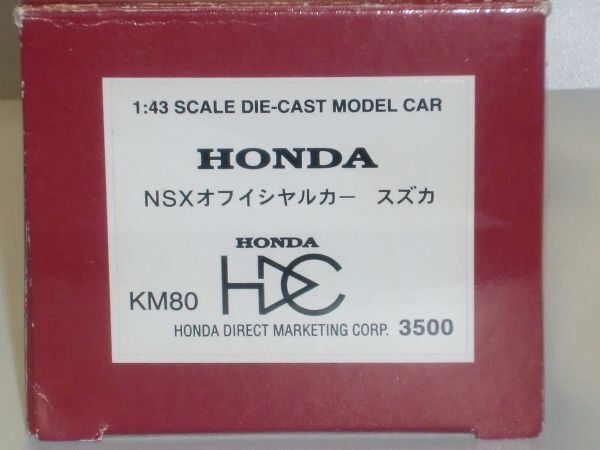 1:43 SCALE DIE-CAST MODEL CAR
HONDA
NSXオフイシヤルカー スズカ
HONDA
KM80 HDC
HONDA DIRECT MARKETING CORP. 3500